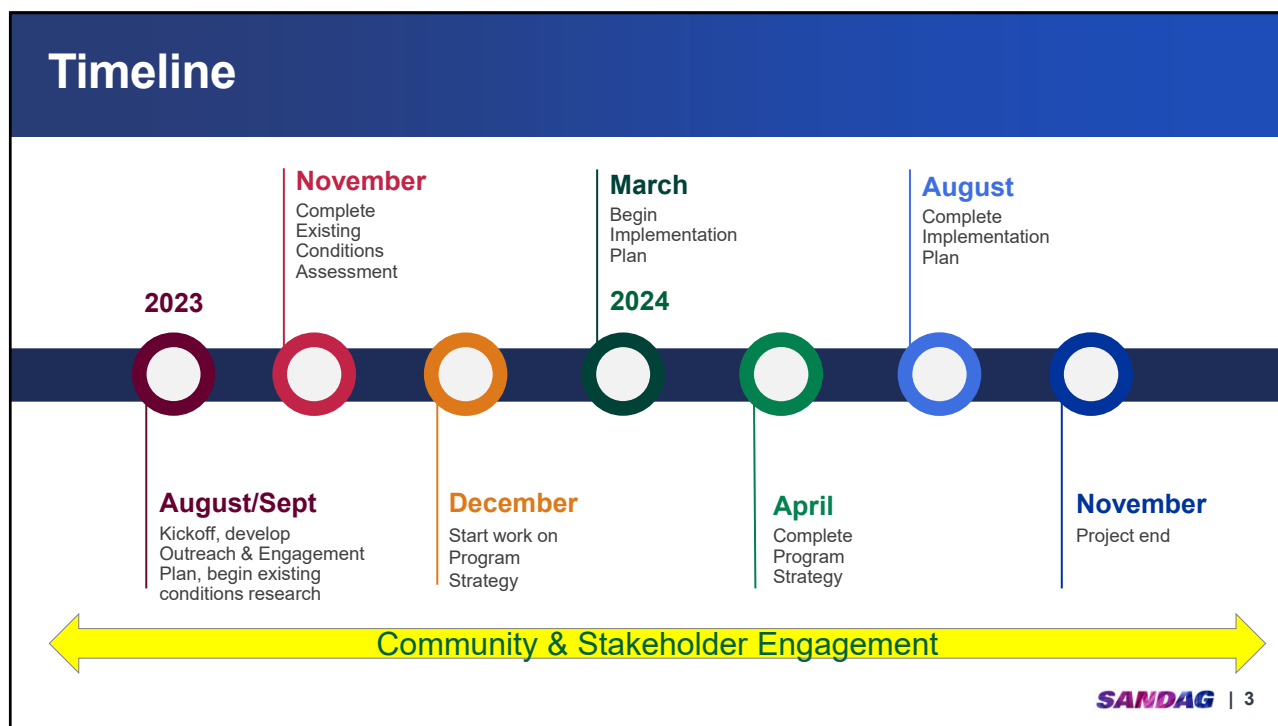 Timeline
2023
August/Sept
Kickoff, develop
Outreach & Engagement
Plan, begin existing
conditions research
November
Complete
Existing
Conditions
Assessment
December
Start work on
Program
Strategy
March
Begin
Implementation
Plan
2024
April
Complete
Program
Strategy
August
Complete
Implementation
Plan
November
Project end
Community & Stakeholder Engagement
SANDAG | 3